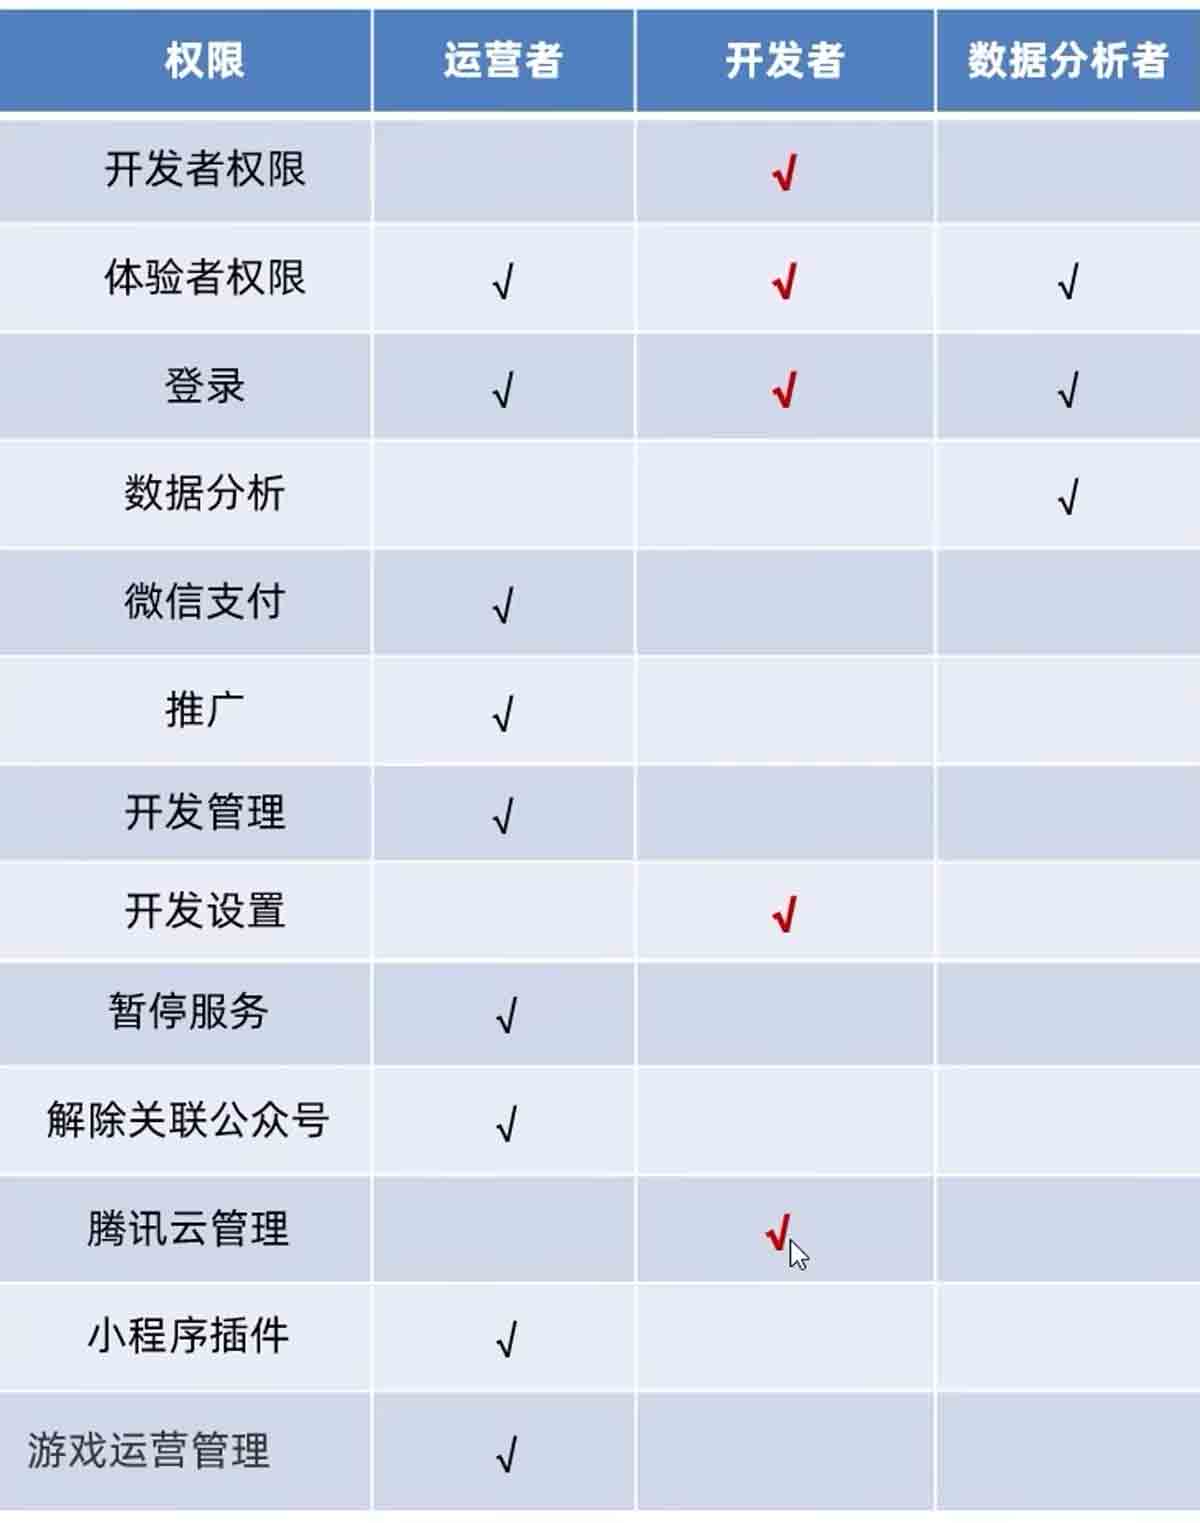 权限 运营者 开发者 数据分析者
开发者权限 √
体验者权限 √ √ √
登录 √ √ √
数据分析 √
微信支付 √
推广 √
开发管理 √
开发设置 √
暂停服务 √
解除关联公众号 √
腾讯云管理 √
小程序插件 √
游戏运营管理 √